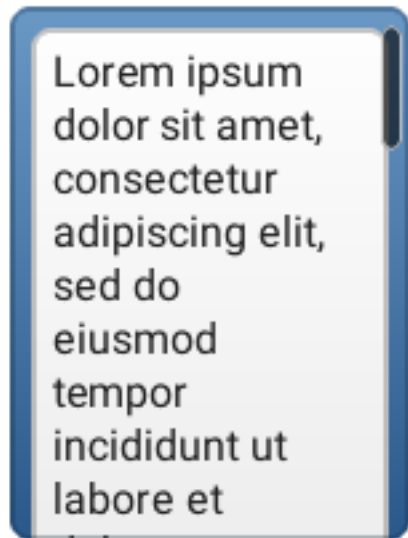 Lorem ipsum
dolor sit amet,
consectetur
adipiscing elit,
sed do
eiusmod
tempor
incididunt ut
labore et